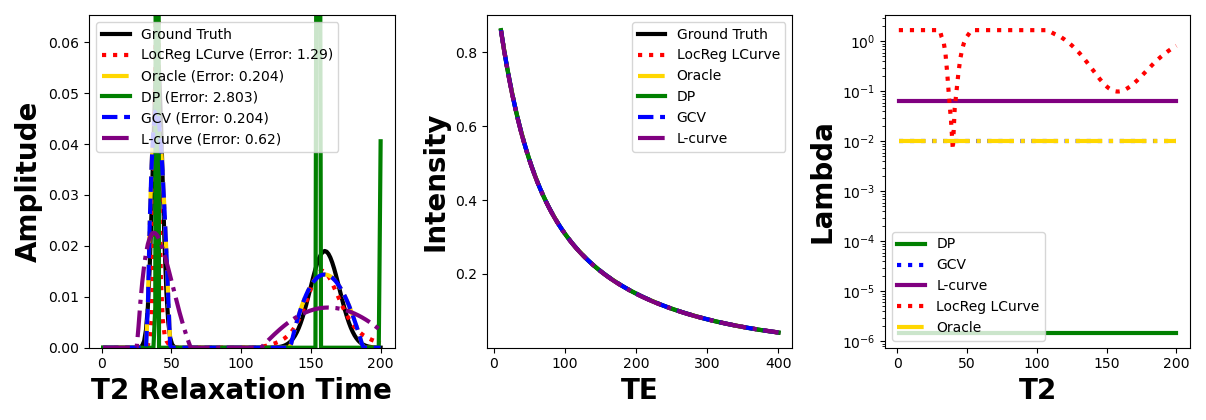 Amplitude
0.06
0.05
0.04
0.03
0.02
0.01
0.00
0 50 100 150 200
T2 Relaxation Time
Ground Truth
LocReg LCurve (Error: 1.29)
Oracle (Error: 0.204)
DP (Error: 2.803)
GCV (Error: 0.204)
L-curve (Error: 0.62)
Intensity
0.8
0.6
0.4
0.2
0 100 200 300 400
TE
Ground Truth
LocReg LCurve
Oracle
DP
GCV
L-curve
Lambda
10⁰
10⁻¹
10⁻²
10⁻³
10⁻⁴
10⁻⁵
10⁻⁶
0 50 100 150 200
T2
DP
GCV
L-curve
LocReg LCurve
Oracle